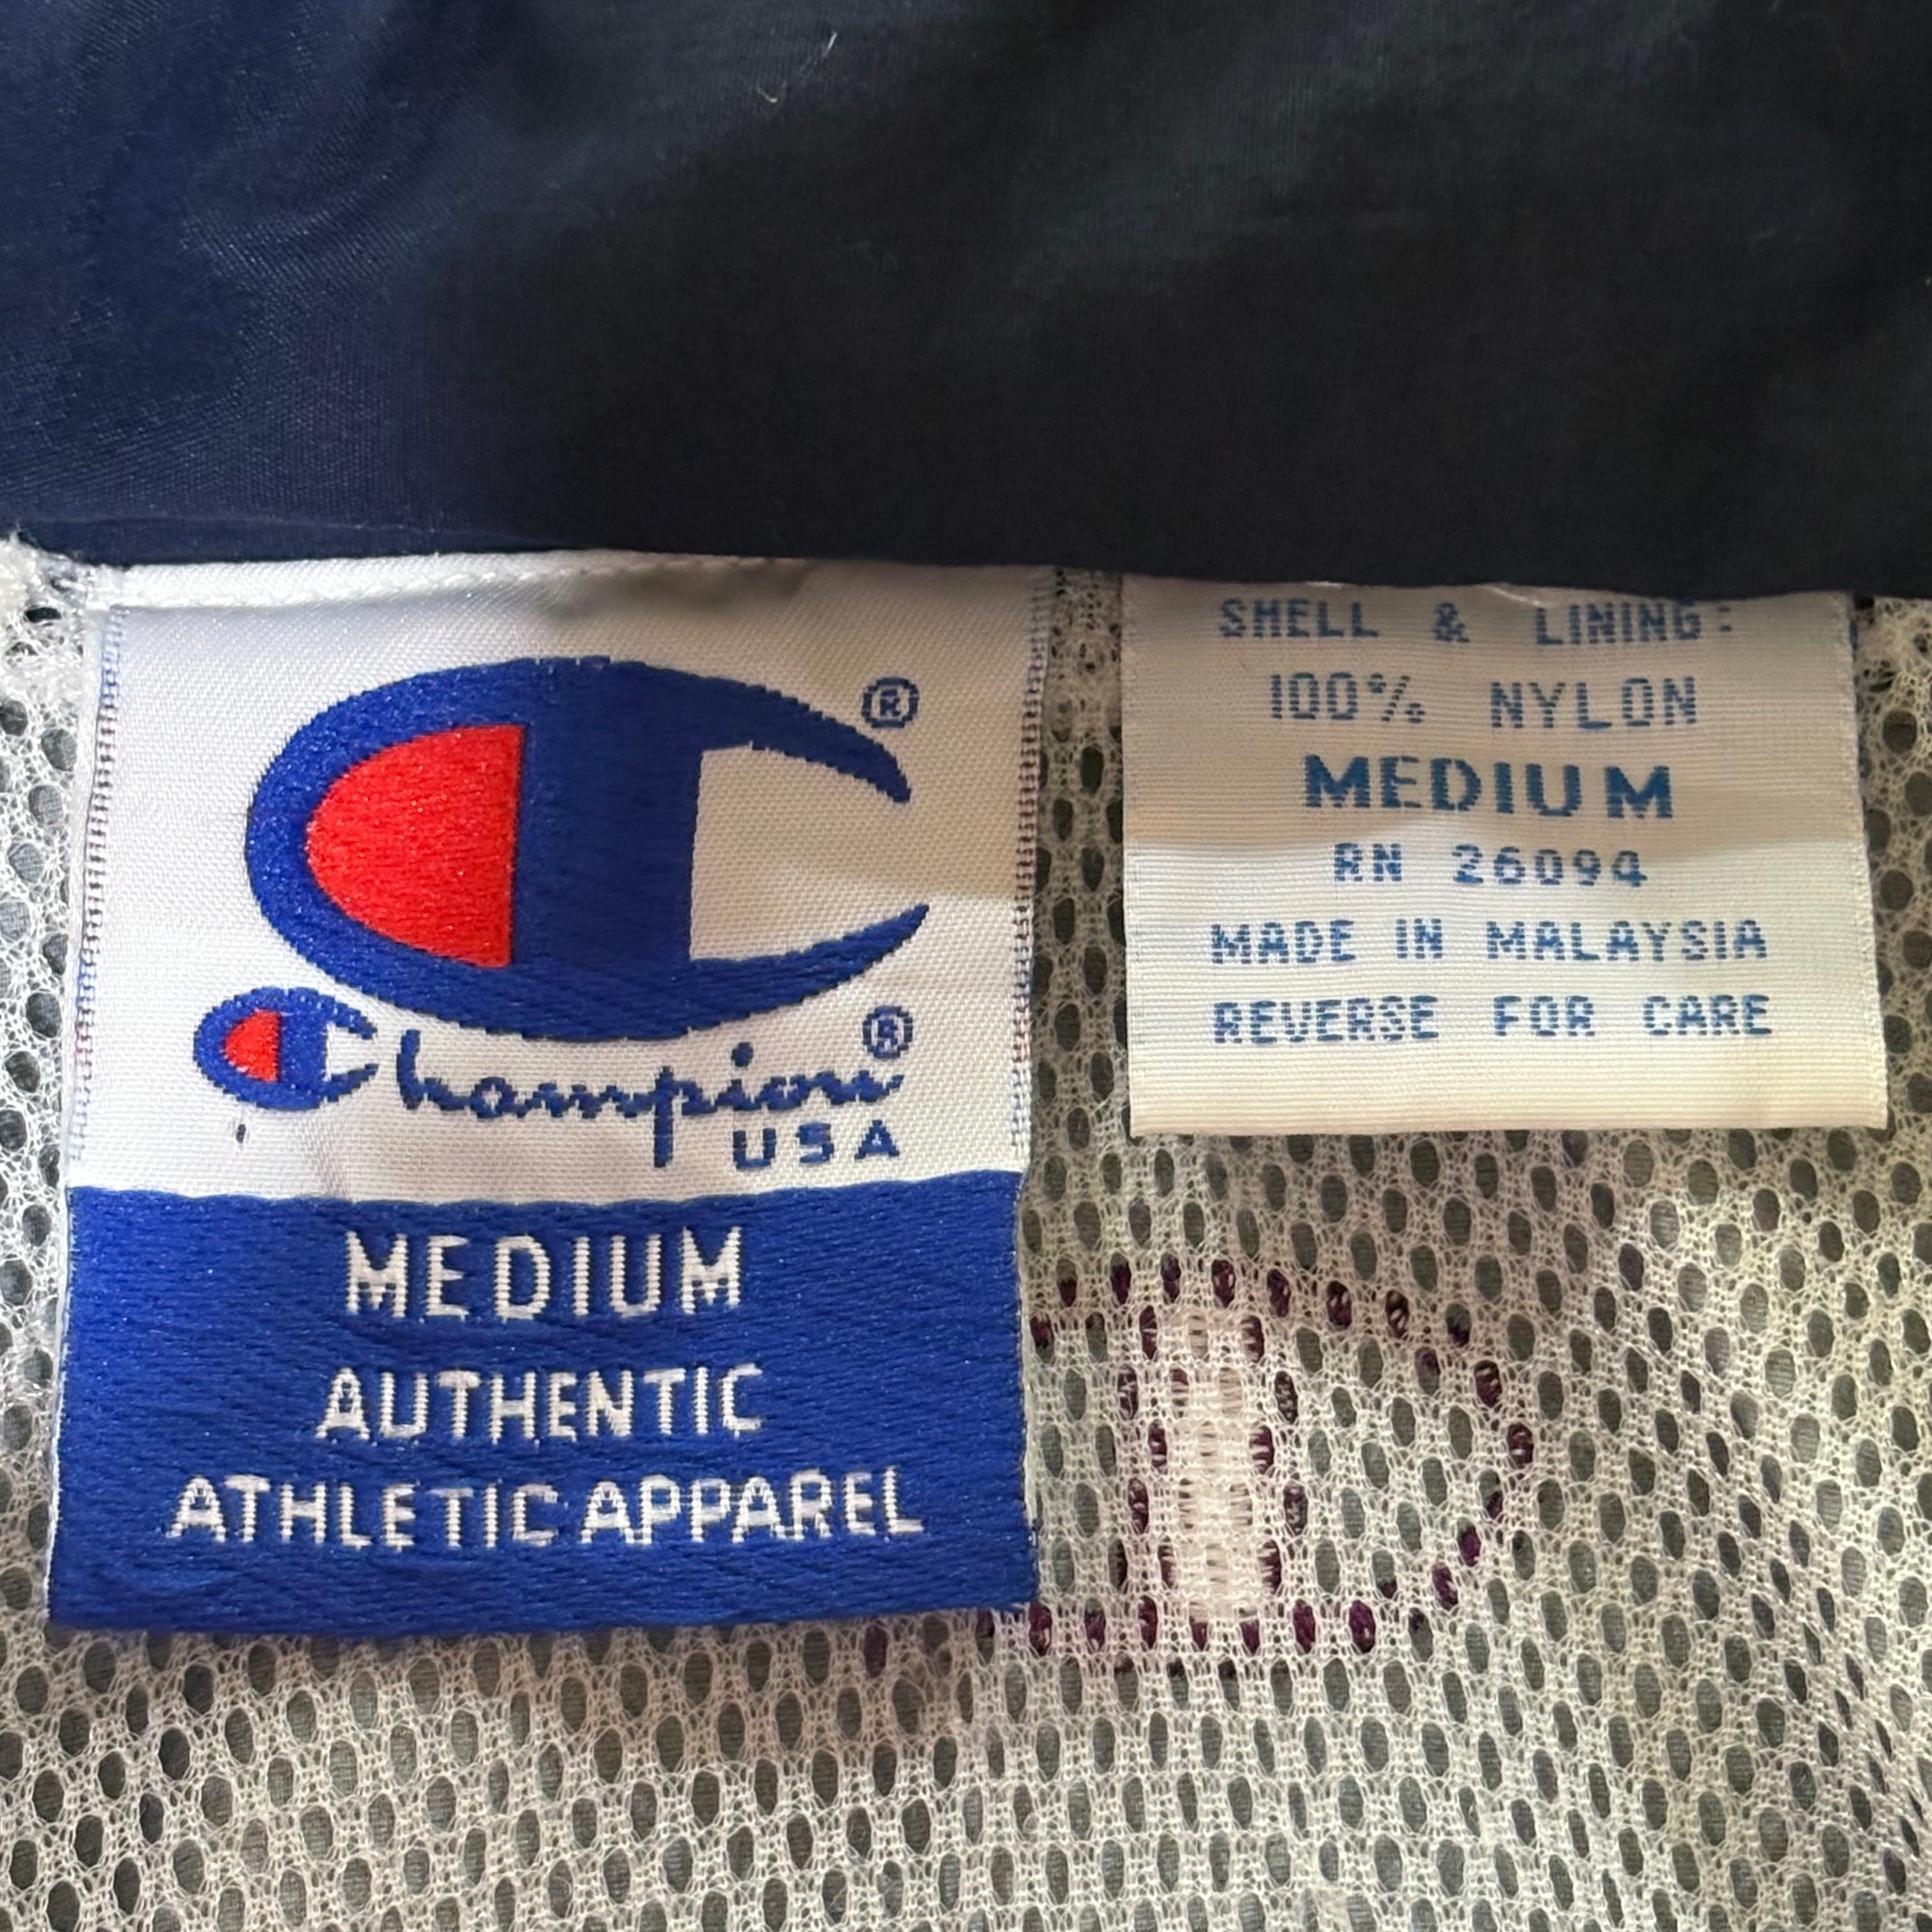 ®
Champion®
USA
MEDIUM
AUTHENTIC
ATHLETIC APPAREL
SHELL & LINING:
100% NYLON
MEDIUM
RN 26094
MADE IN MALAYSIA
REVERSE FOR CARE